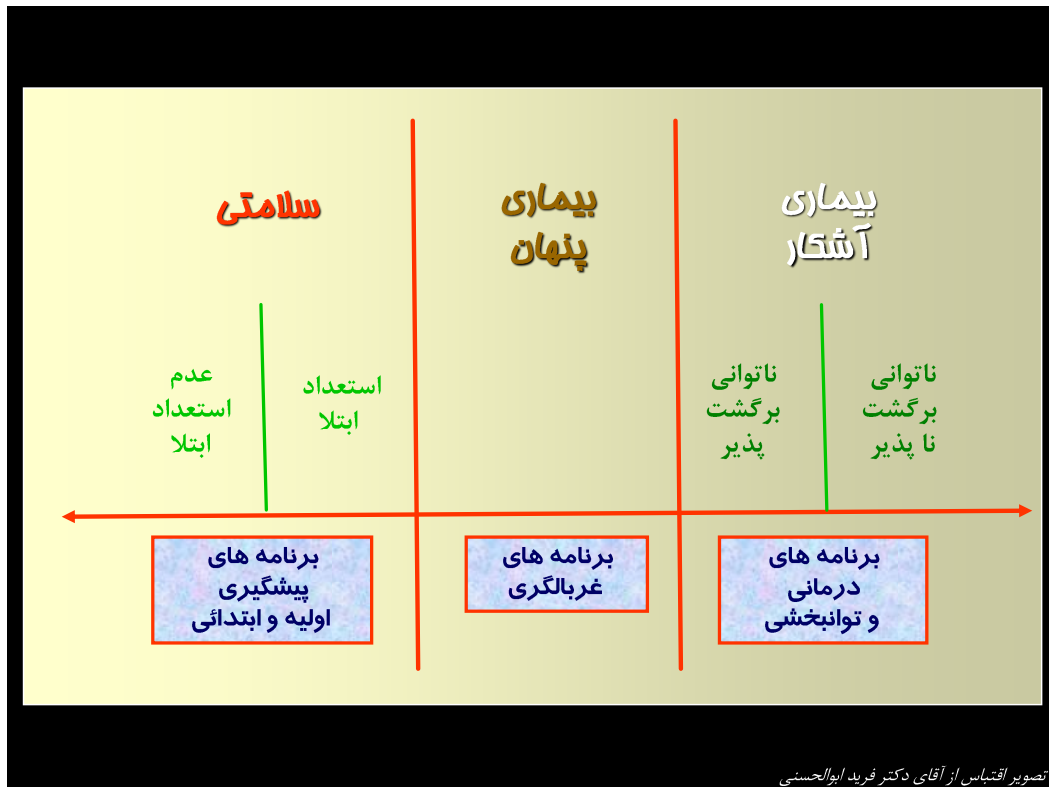 سلامتی
بیماری
پنهان
بیماری
آشکار
عدم
استعداد
ابتلا
استعداد
ابتلا
ناتوانی
برگشت
پذیر
ناتوانی
برگشت
نا پذیر
برنامه های
پیشگیری
اولیه و ابتدائی
برنامه های
غربالگری
برنامه های
درمانی
و توانبخشی
تصویر اقتباس از آقای دکتر فرید ابوالحسنی